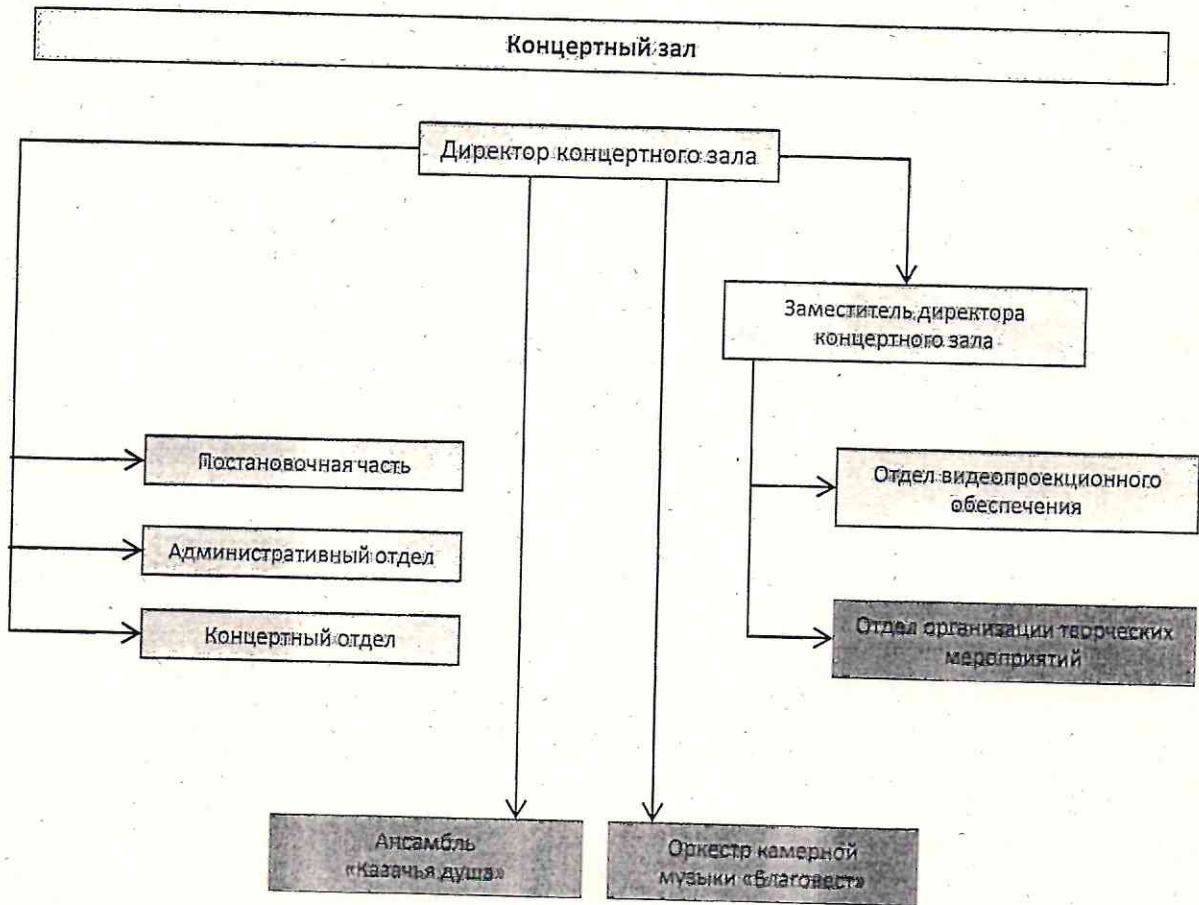 Концертный зал
Директор концертного зала
Заместитель директора
концертного зала
Постановочная часть
Административный отдел
Концертный отдел
Отдел видеопроекционного
обеспечения
Отдел организации творческих
мероприятий
Ансамбль
«Казачья душа»
Оркестр камерной
музыки «Благовест»